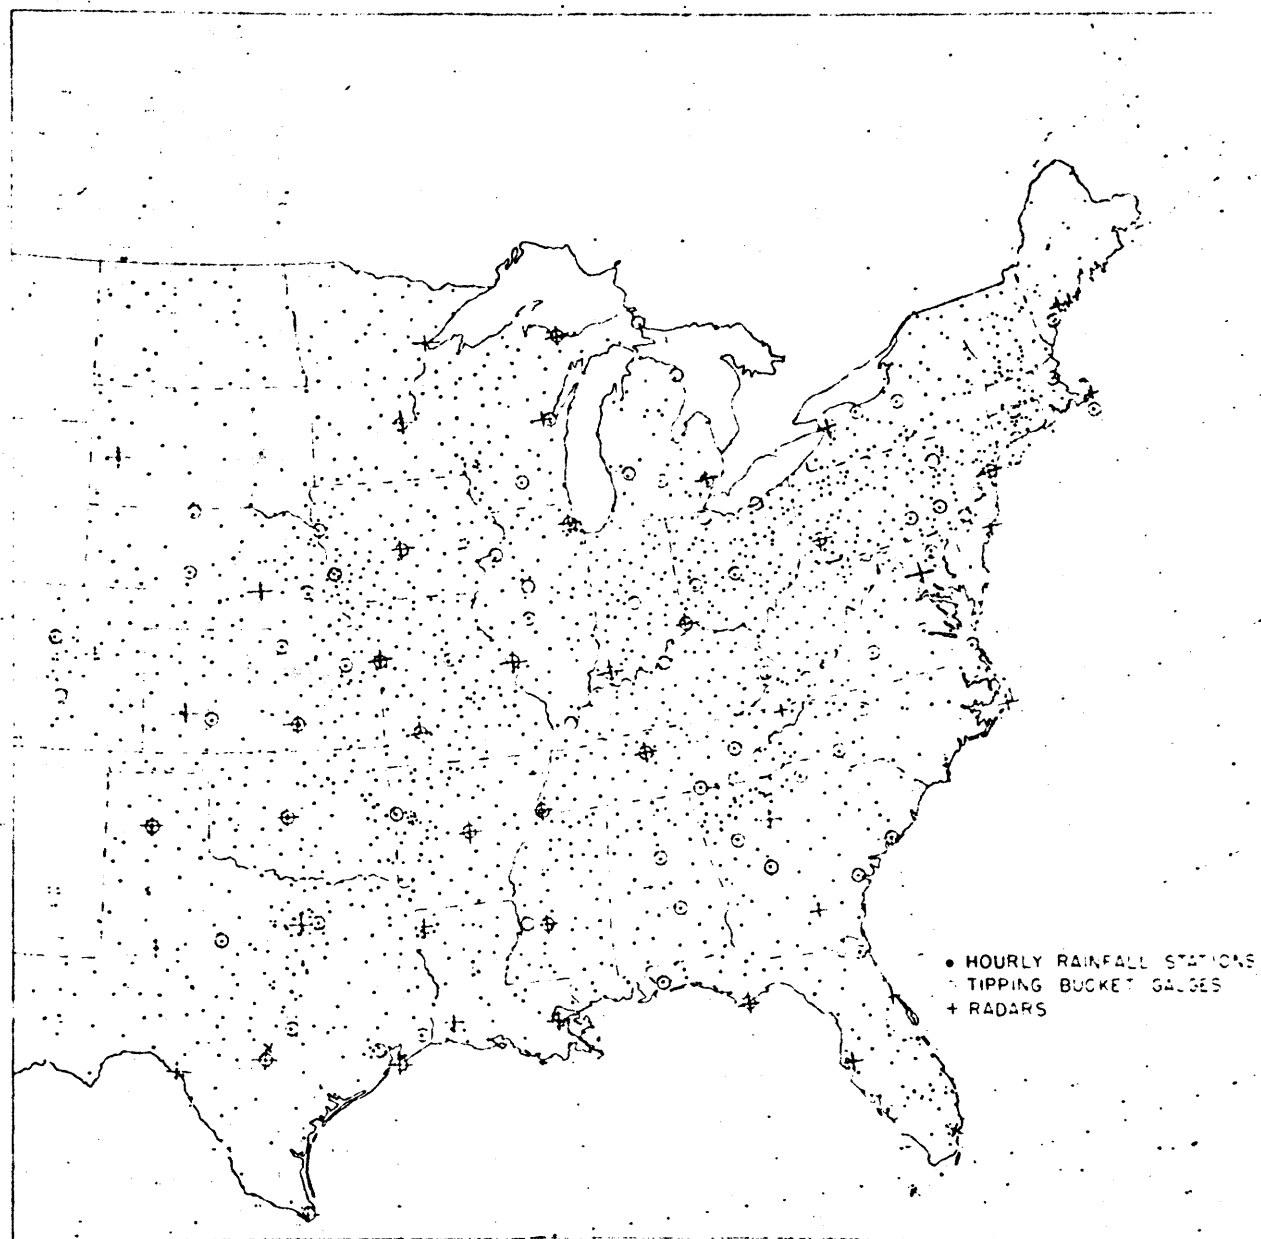 • HOURLY RAINFALL STATIONS
○ TIPPING BUCKET GAUGES
+ RADARS